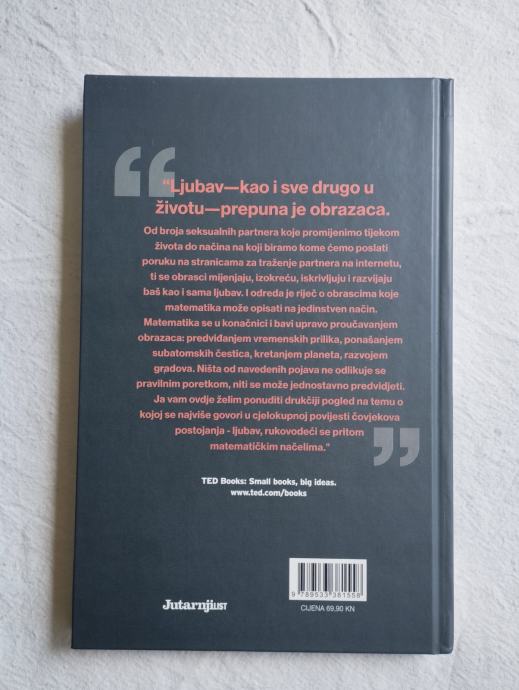 "Ljubav—kao i sve drugo u
životu—prepuna je obrazaca.
Od broja seksualnih partnera koje promijenimo tijekom
života do načina na koji biramo kome ćemo poslati
poruku na stranicama za traženje partnera na internetu,
ti se obrasci mijenjaju, izokreću, iskrivljuju i razvijaju
baš kao i sama ljubav. I odreda je riječ o obrascima koje
matematika može opisati na jedinstven način.
Matematika se u konačnici i bavi upravo proučavanjem
obrazaca: predviđanjem vremenskih prilika, ponašanjem
subatomskih čestica, kretanjem planeta, razvojem
gradova. Ništa od navedenih pojava ne odlikuje se
pravilnim poretkom, niti se može jednostavno predvidjeti.
Ja vam ovdje želim ponuditi drukčiji pogled na temu o
kojoj se najviše govori u cjelokupnoj povijesti čovjekova
postojanja - ljubav, rukovodeći se pritom
matematičkim načelima."
TED Books: Small books, big ideas.
www.ted.com/books
Jutarnji LIST
9 789533 381558
CIJENA 69,90 KN